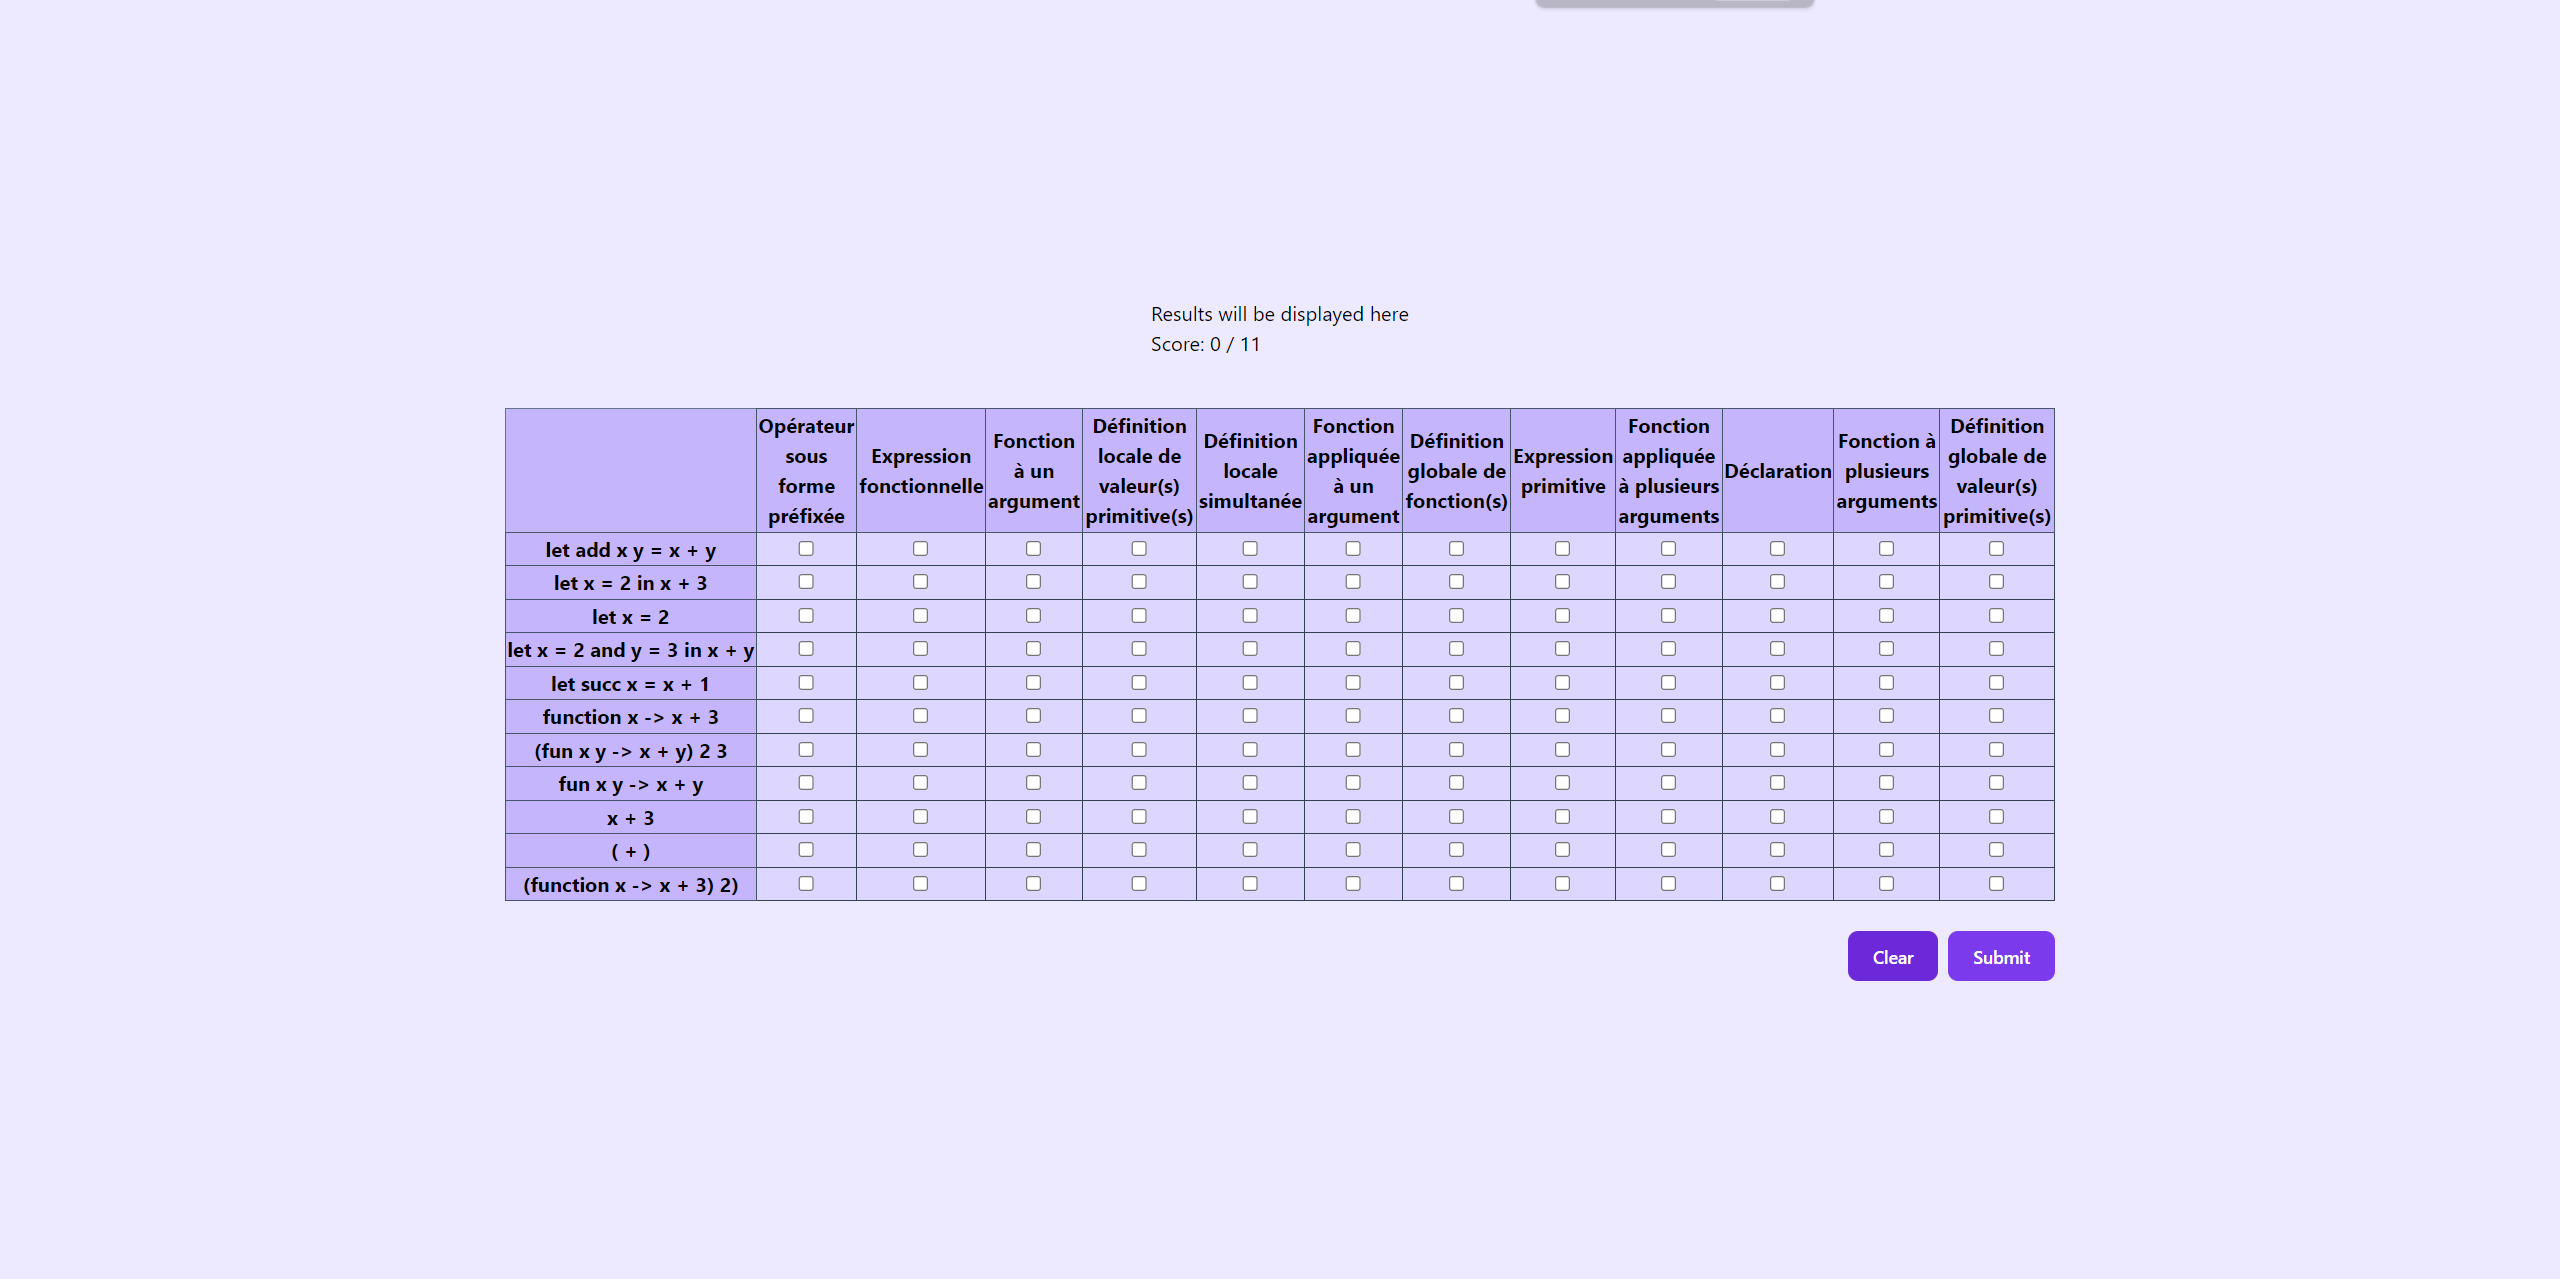 Results will be displayed here
Score: 0 / 11
Opérateur sous forme préfixée
Expression fonctionnelle
Fonction à un argument
Définition locale de valeur(s) primitive(s)
Définition locale simultanée
Fonction appliquée à un argument
Définition globale de fonction(s)
Expression primitive
Fonction appliquée à plusieurs arguments
Déclaration
Fonction à plusieurs arguments
Définition globale de valeur(s) primitive(s)
let add x y = x + y
let x = 2 in x + 3
let x = 2
let x = 2 and y = 3 in x + y
let succ x = x + 1
function x -> x + 3
(fun x y -> x + y) 2 3
fun x y -> x + y
x + 3
( + )
(function x -> x + 3) 2)
Clear
Submit